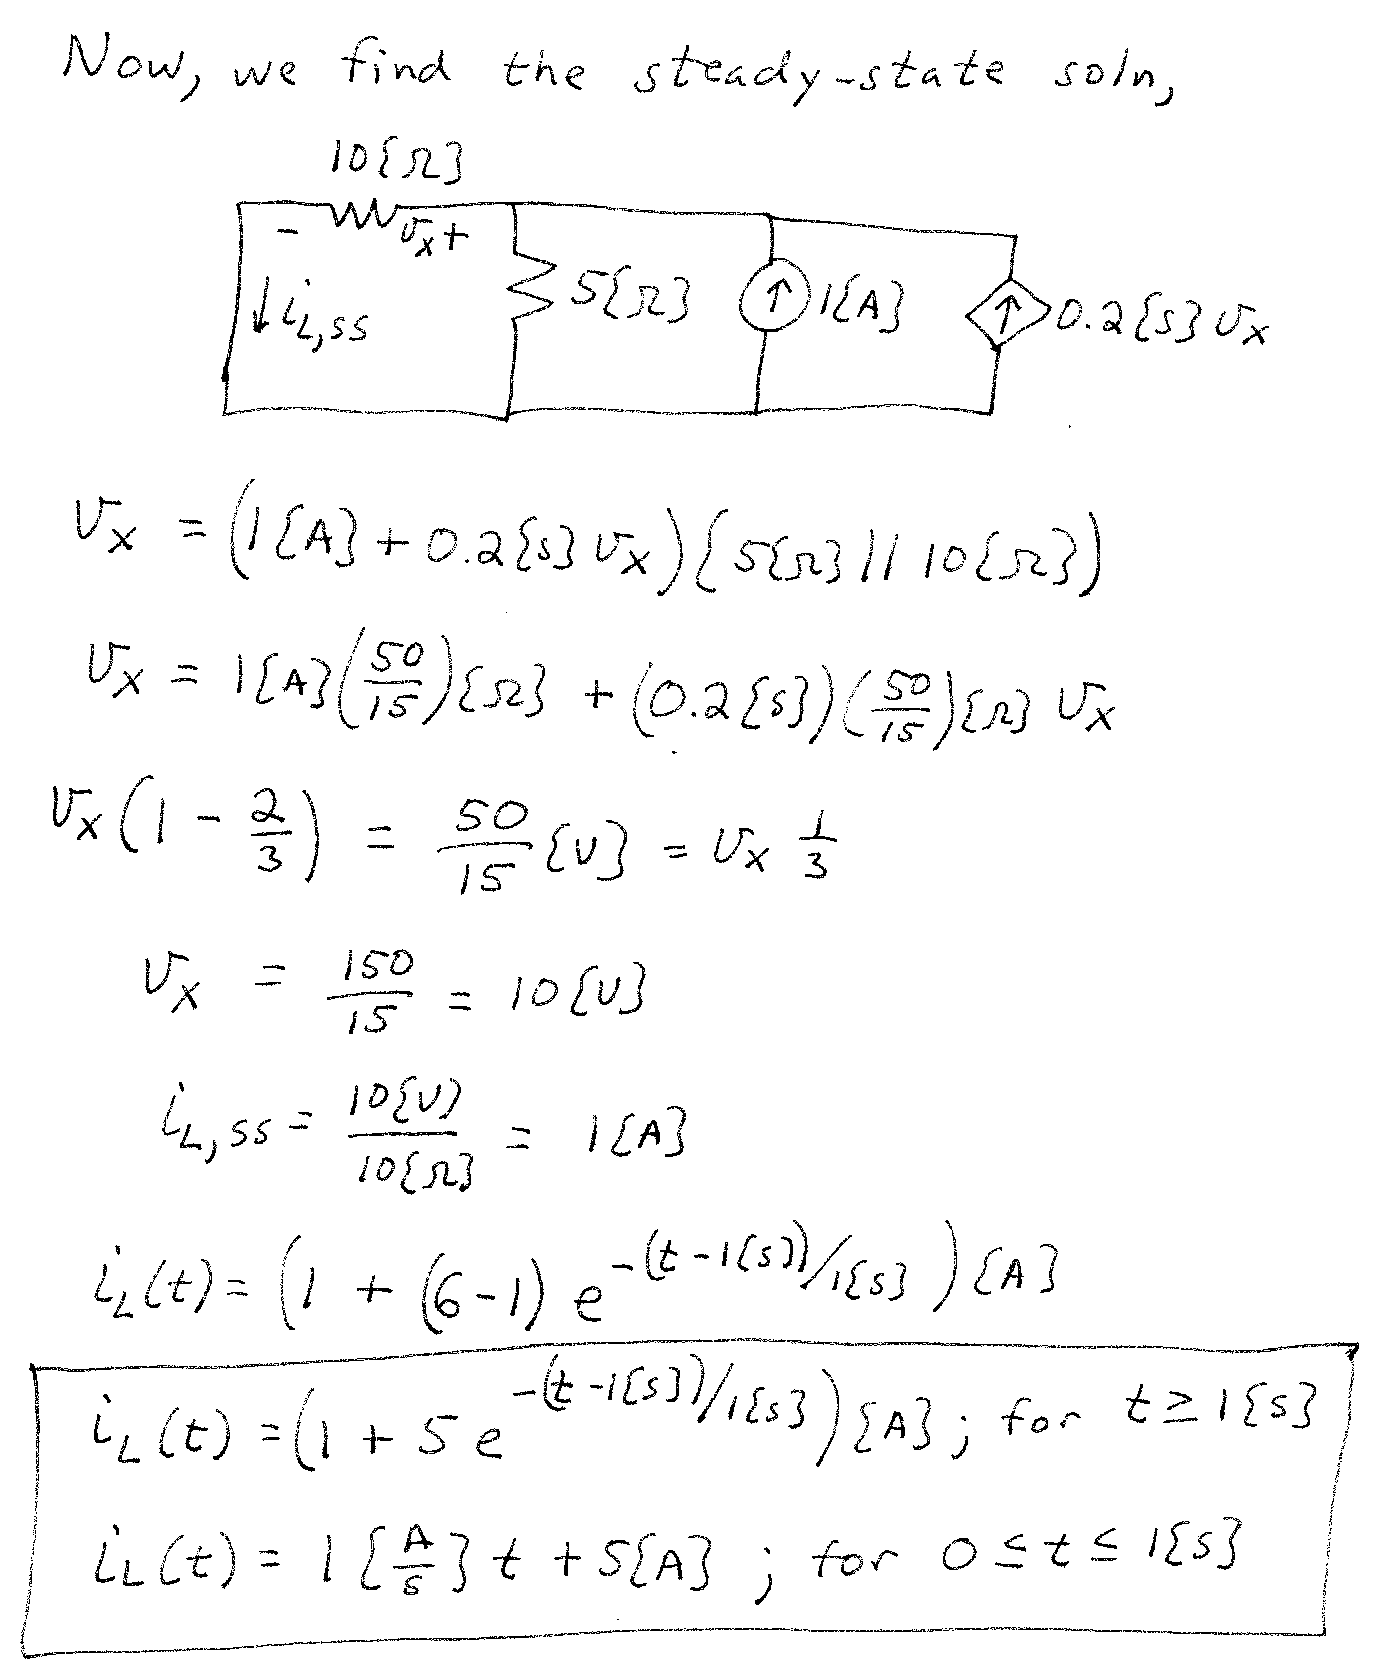 Now, we find the steady-state soln,
10{Ω}
- v_x +
i_L,ss
5{Ω}
1{A}
0.2{S} v_x
v_x = (1{A} + 0.2{S} v_x) (5{Ω} || 10{Ω})
v_x = 1{A} (50/15) {Ω} + (0.2{S}) (50/15) {Ω} v_x
v_x (1 - 2/3) = 50/15 {V} = v_x 1/3
v_x = 150/15 = 10{V}
i_L,ss = 10{V}/10{Ω} = 1{A}
i_L(t) = (1 + (6-1) e^-(t-1{s})/1{s}) {A}
i_L(t) = (1 + 5 e^-(t-1{s})/1{s}) {A}; for t ≥ 1{s}
i_L(t) = 1{A/s} t + 5{A} ; for 0 ≤ t ≤ 1{s}